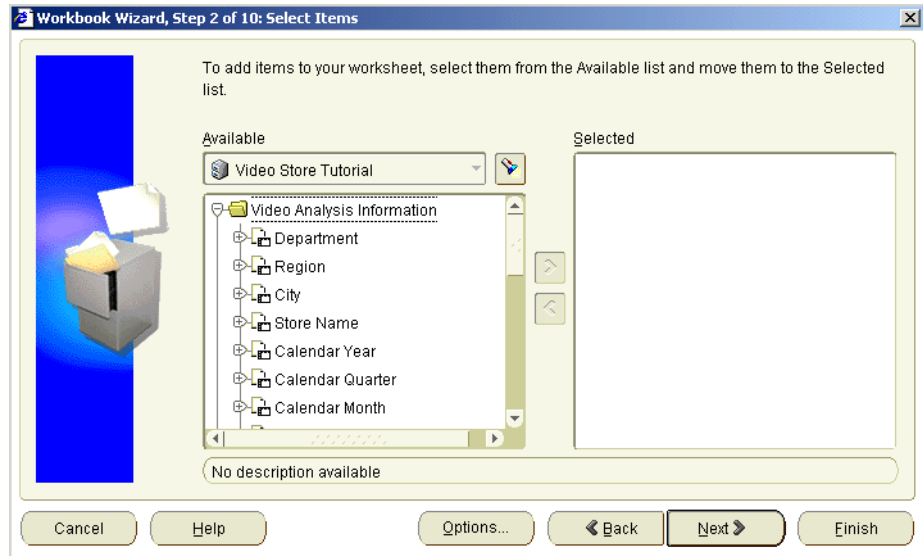 Workbook Wizard, Step 2 of 10: Select Items
To add items to your worksheet, select them from the Available list and move them to the Selected
list.
Available
Selected
Video Store Tutorial
Video Analysis Information
Department
Region
City
Store Name
Calendar Year
Calendar Quarter
Calendar Month
No description available
Cancel
Help
Options...
Back
Next
Finish